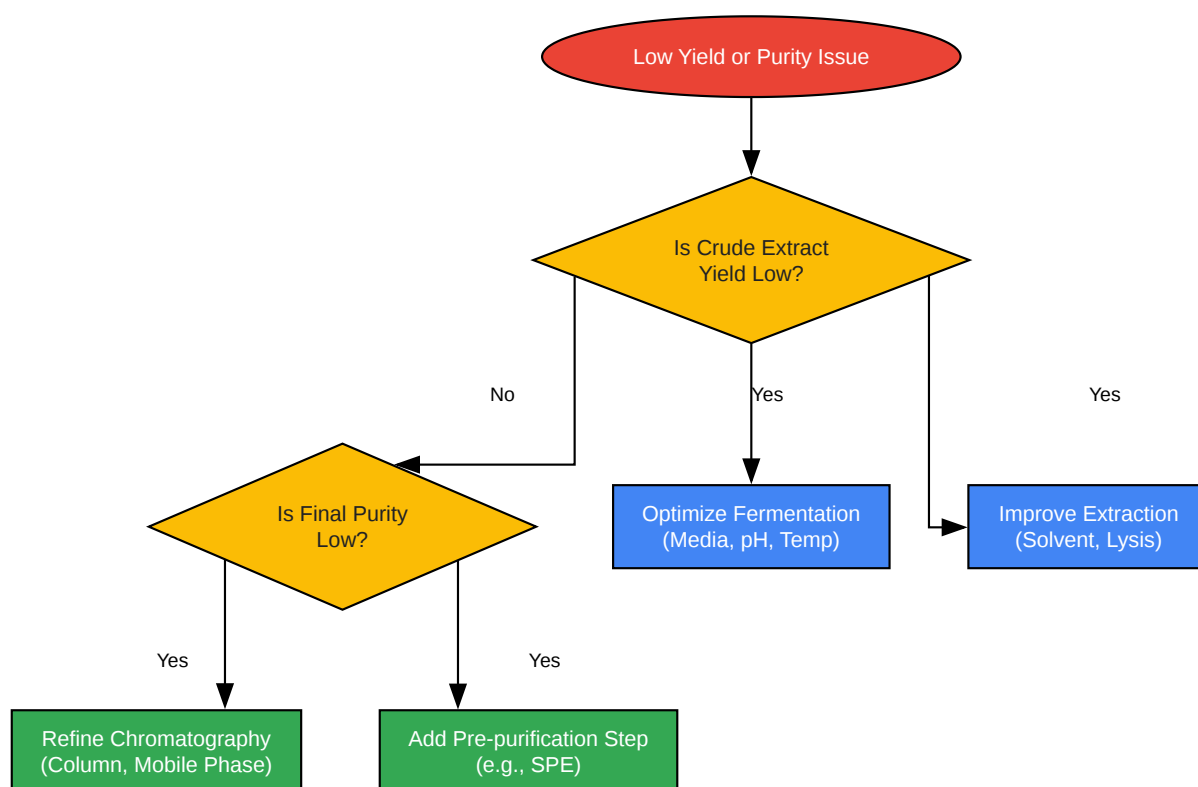 Low Yield or Purity Issue
Is Crude Extract
Yield Low?
No
Yes
Yes
Is Final Purity
Low?
Optimize Fermentation
(Media, pH, Temp)
Improve Extraction
(Solvent, Lysis)
Yes
Yes
Refine Chromatography
(Column, Mobile Phase)
Add Pre-purification Step
(e.g., SPE)